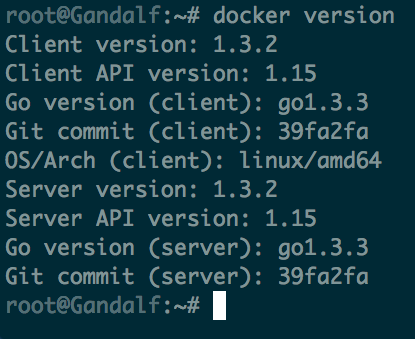 root@Gandalf:~# docker version
Client version: 1.3.2
Client API version: 1.15
Go version (client): go1.3.3
Git commit (client): 39fa2fa
OS/Arch (client): linux/amd64
Server version: 1.3.2
Server API version: 1.15
Go version (server): go1.3.3
Git commit (server): 39fa2fa
root@Gandalf:~#